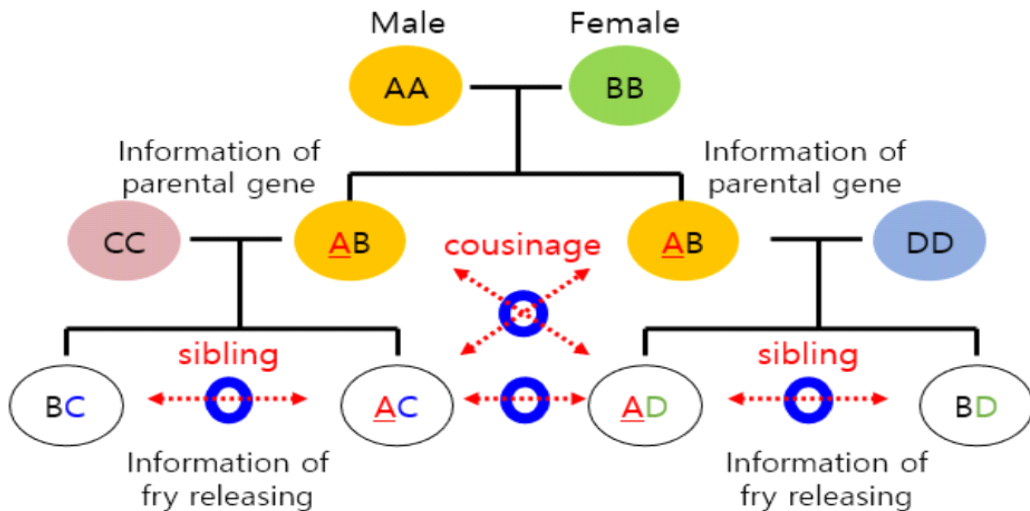 Male
Female
AA
BB
Information of
parental gene
Information of
parental gene
CC
AB
cousinage
AB
DD
sibling
sibling
BC
AC
AD
BD
Information of
fry releasing
Information of
fry releasing